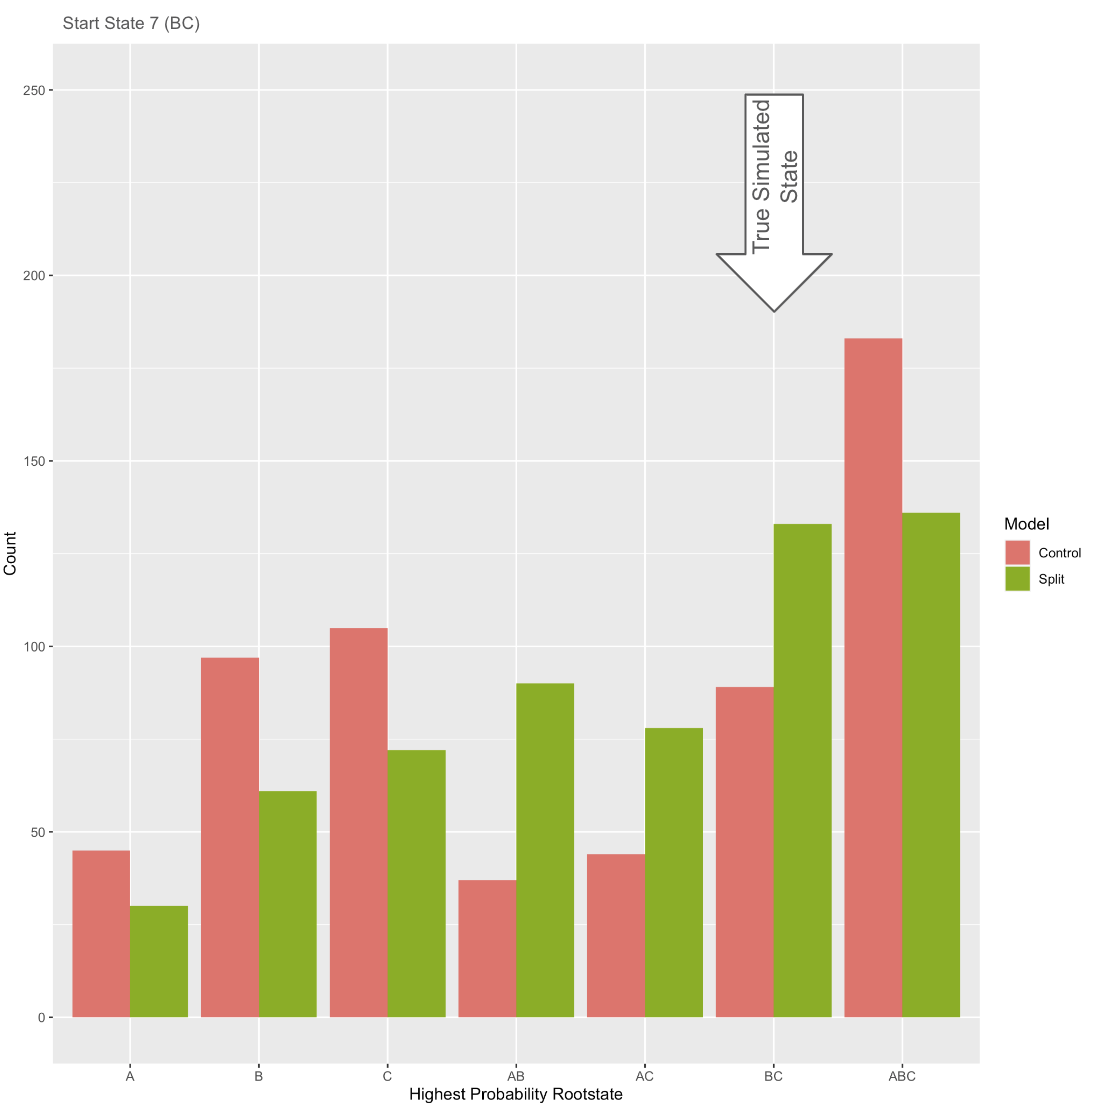 Start State 7 (BC)
250
200
150
100
50
0
Count
True Simulated
State
A B C AB AC BC ABC
Highest Probability Rootstate
Model
Control
Split